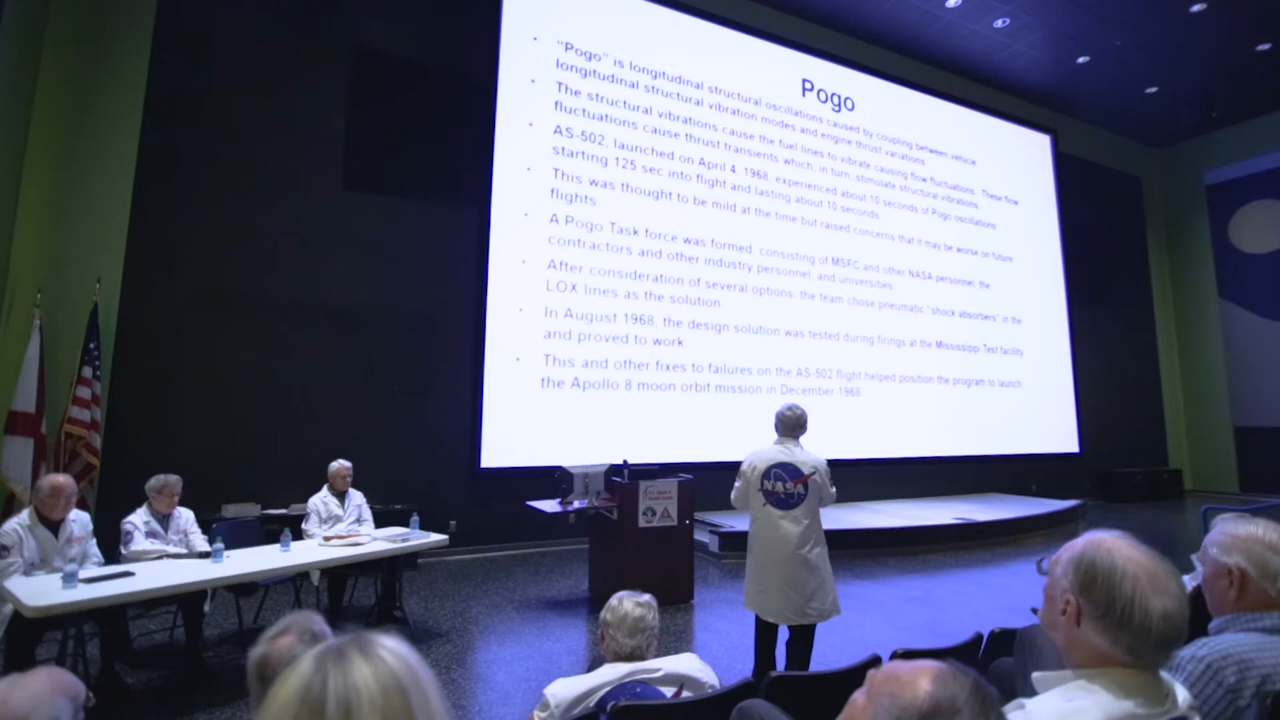 Pogo
• "Pogo" is longitudinal structural oscillations caused by coupling between vehicle
longitudinal structural vibration modes and engine thrust variations.
• The structural vibrations cause the fuel lines to vibrate causing flow fluctuations. These flow
fluctuations cause thrust transients which, in turn, stimulate structural vibrations.
• AS-502, launched on April 4, 1968, experienced about 10 seconds of Pogo oscillations
starting 125 sec into flight and lasting about 10 seconds.
• This was thought to be mild at the time but raised concerns that it may be worse on future
flights.
• A Pogo Task force was formed, consisting of MSFC and other NASA personnel, the
contractors and other industry personnel, and universities.
• After consideration of several options, the team chose pneumatic "shock absorbers" in the
LOX lines as the solution.
• In August 1968, the design solution was tested during firings at the Mississippi Test facility
and proved to work.
• This and other fixes to failures on the AS-502 flight helped position the program to launch
the Apollo 8 moon orbit mission in December 1968.
NASA
U.S. Space &
Rocket Center